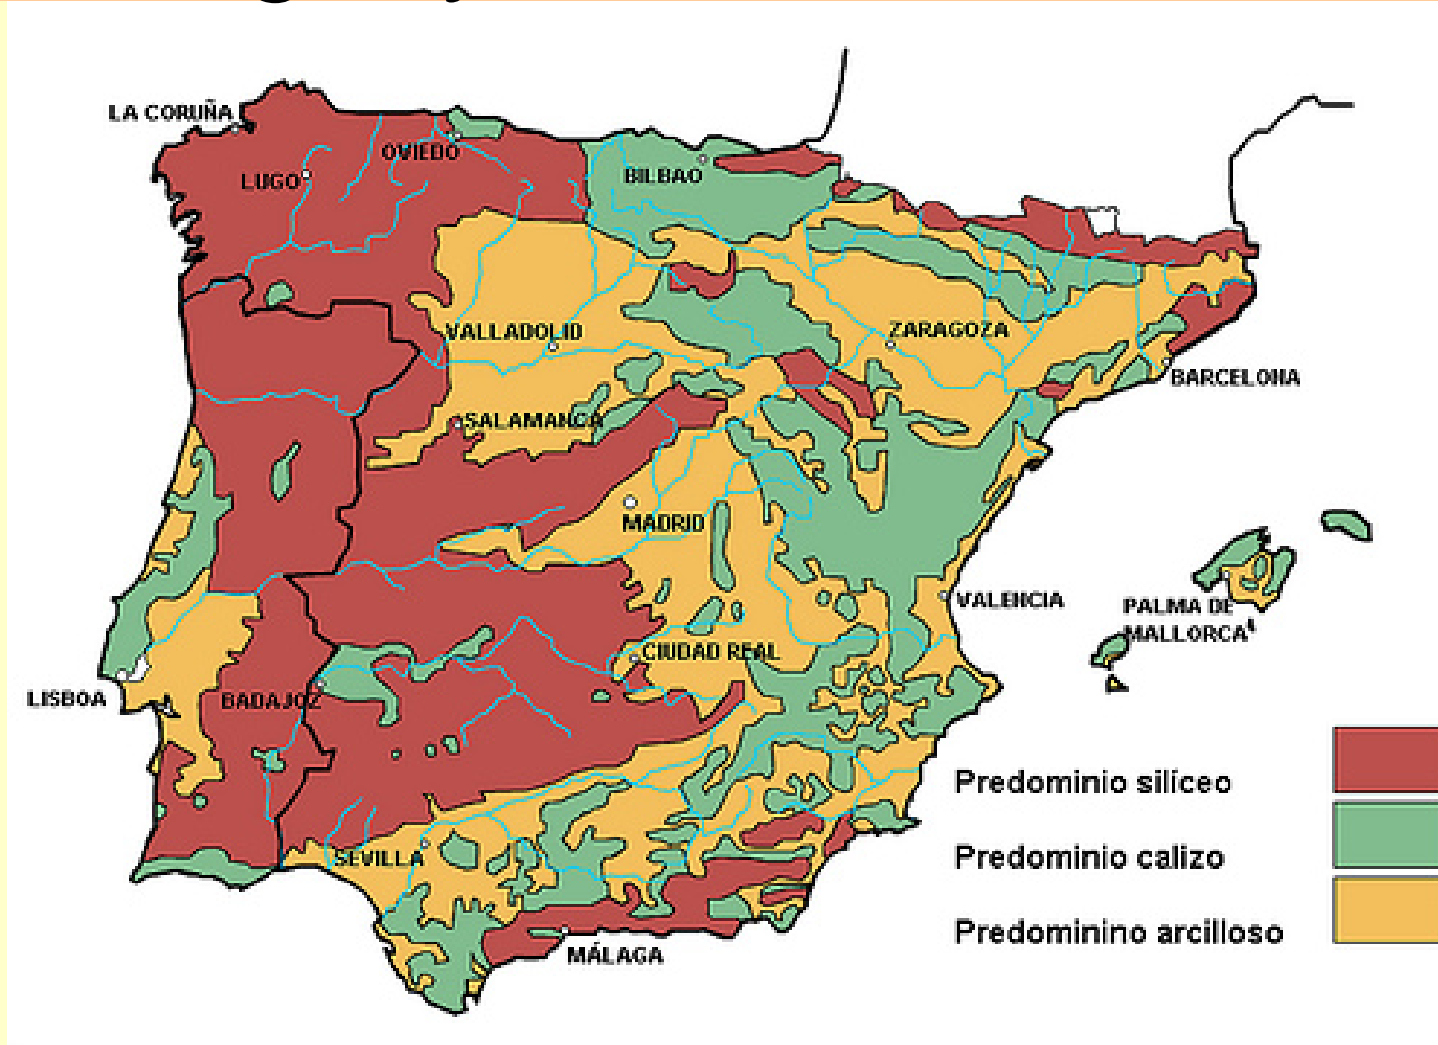 LA CORUÑA
OVIEDO
LUGO
BILBAO
VALLADOLID
ZARAGOZA
BARCELONA
SALAMANCA
MADRID
VALENCIA
PALMA DE
MALLORCA
CIUDAD REAL
LISBOA
BADAJOZ
SEVILLA
MÁLAGA
Predominio silíceo
Predominio calizo
Predominino arcilloso